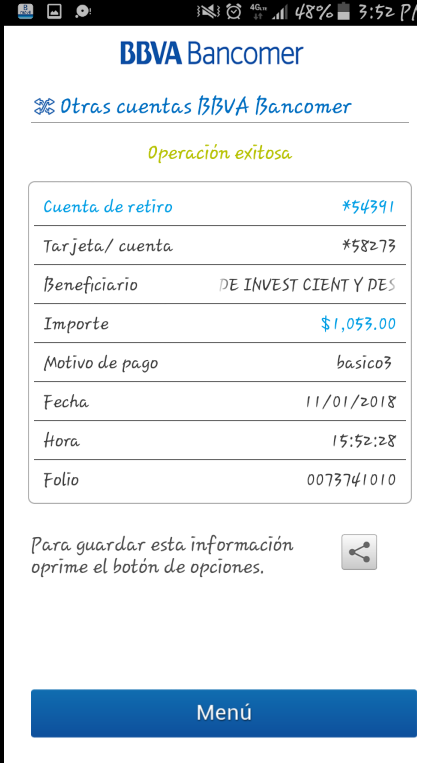 4G 48% 3:52 P
BBVA Bancomer
Otras cuentas BBVA Bancomer
Operación exitosa
Cuenta de retiro *54391
Tarjeta/ cuenta *58273
Beneficiario DE INVEST CIENT Y DES
Importe $1,053.00
Motivo de pago basico3
Fecha 11/01/2018
Hora 15:52:28
Folio 0073741010
Para guardar esta información
oprime el botón de opciones.
Menú